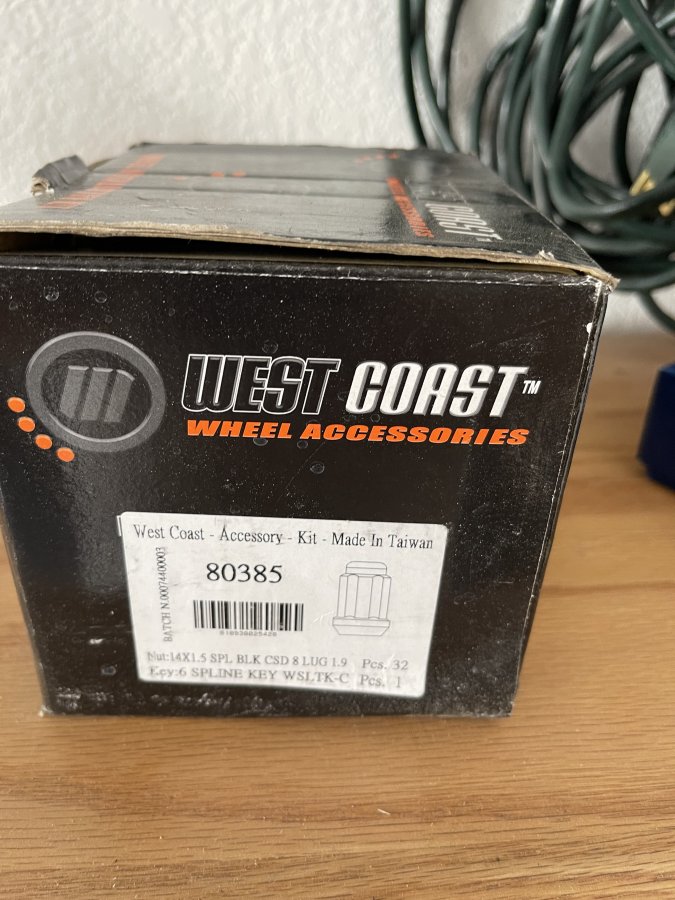 WEST COAST™
WHEEL ACCESSORIES
West Coast - Accessory - Kit - Made In Taiwan
80385
BATCH N.00074400003
Nut:14X1.5 SPL BLK CSD 8 LUG 1.9 Pcs. 32
Key:6 SPLINE KEY WSLTK-C Pcs. 1